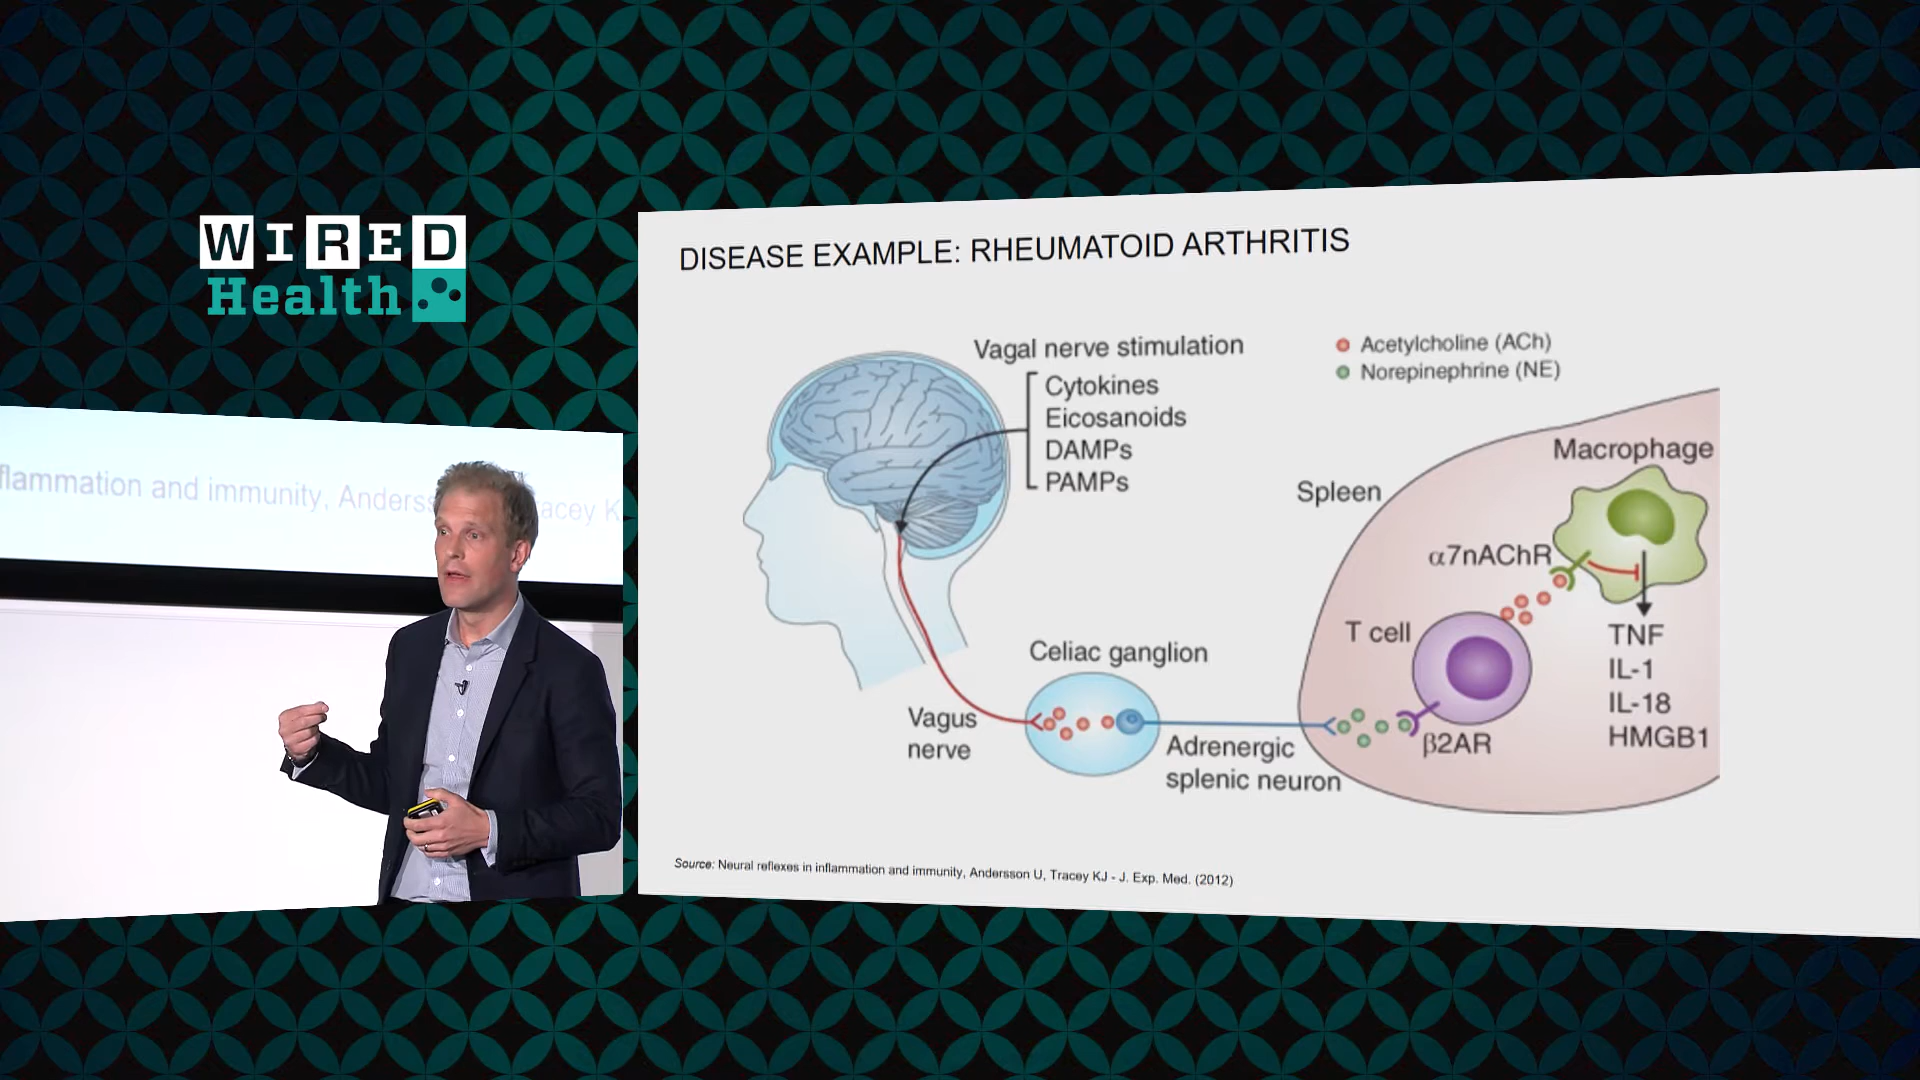 WIRED
Health
flammation and immunity, Anderss
acey K
DISEASE EXAMPLE: RHEUMATOID ARTHRITIS
Vagal nerve stimulation
Cytokines
Eicosanoids
DAMPs
PAMPs
Acetylcholine (ACh)
Norepinephrine (NE)
Macrophage
Spleen
α7nAChR
T cell
TNF
IL-1
IL-18
HMGB1
Celiac ganglion
Vagus
nerve
Adrenergic
splenic neuron
β2AR
Source: Neural reflexes in inflammation and immunity, Andersson U, Tracey KJ - J. Exp. Med. (2012)